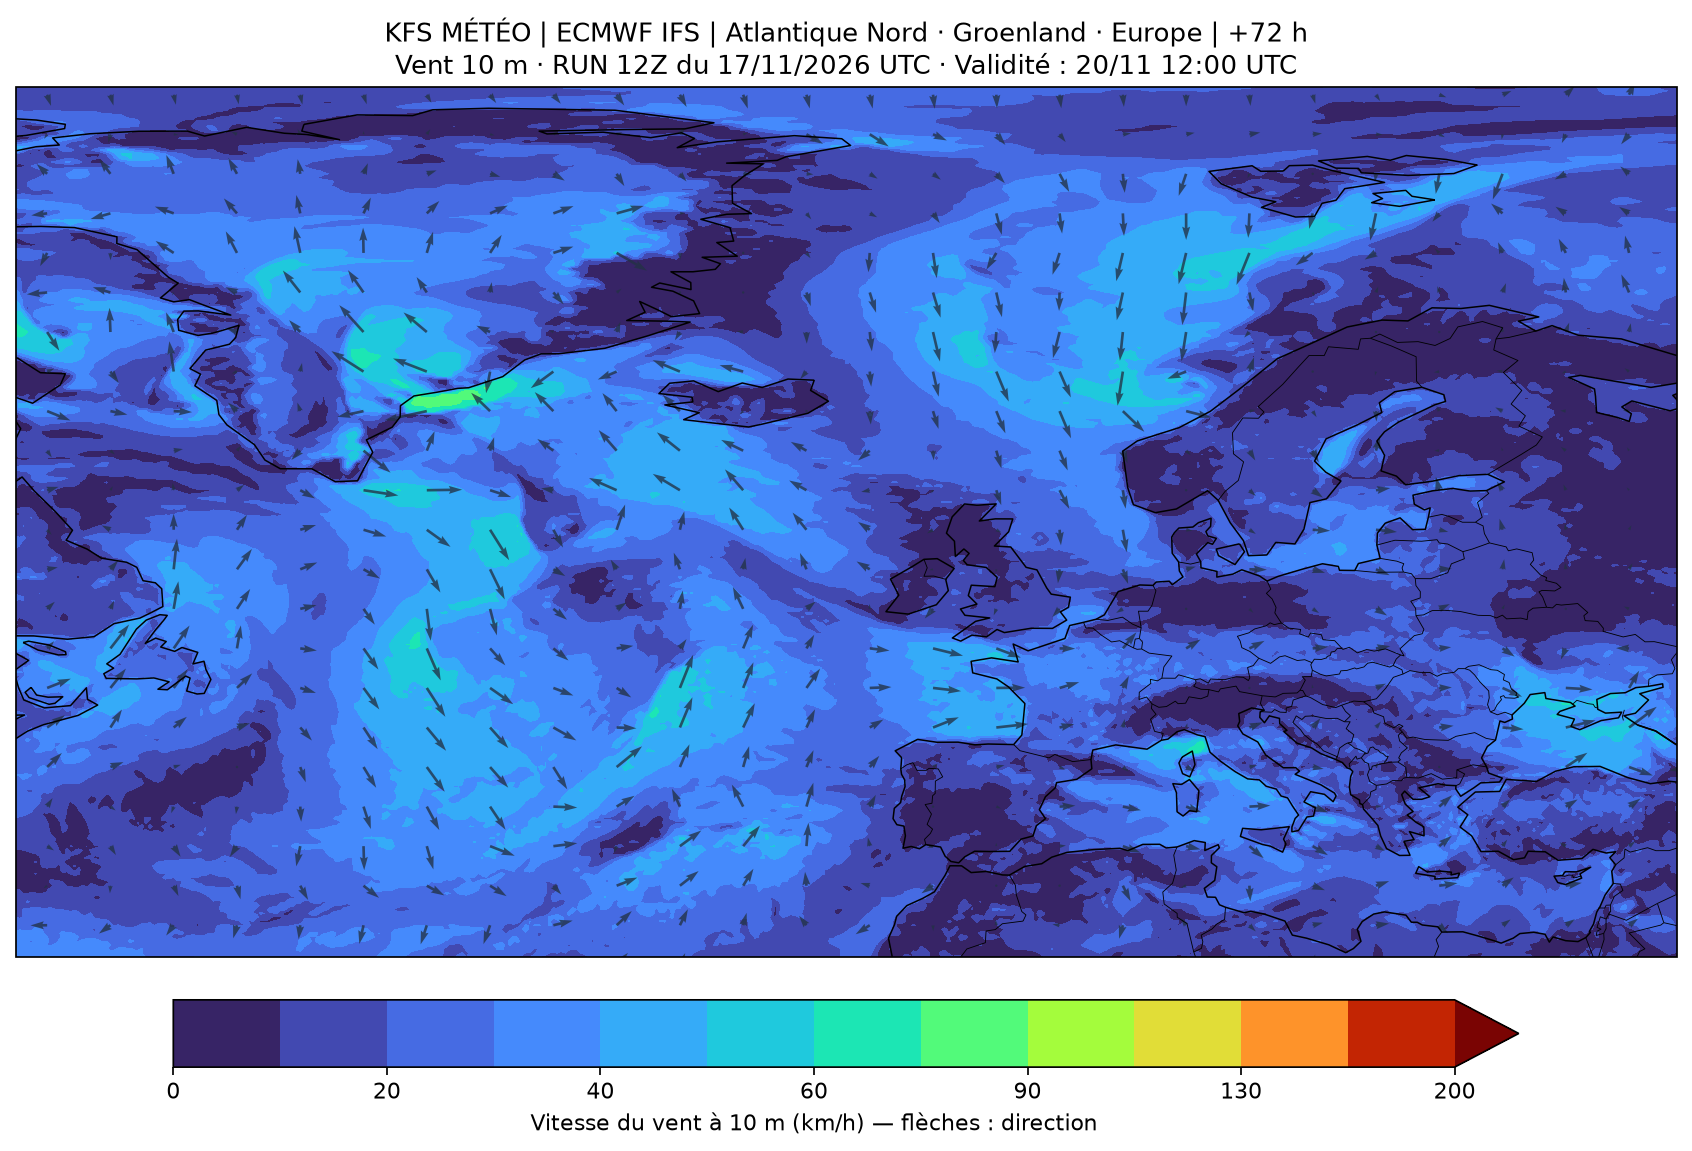 KFS MÉTÉO | ECMWF IFS | Atlantique Nord · Groenland · Europe | +72 h
Vent 10 m · RUN 12Z du 17/11/2026 UTC · Validité : 20/11 12:00 UTC
0 20 40 60 90 130 200
Vitesse du vent à 10 m (km/h) — flèches : direction